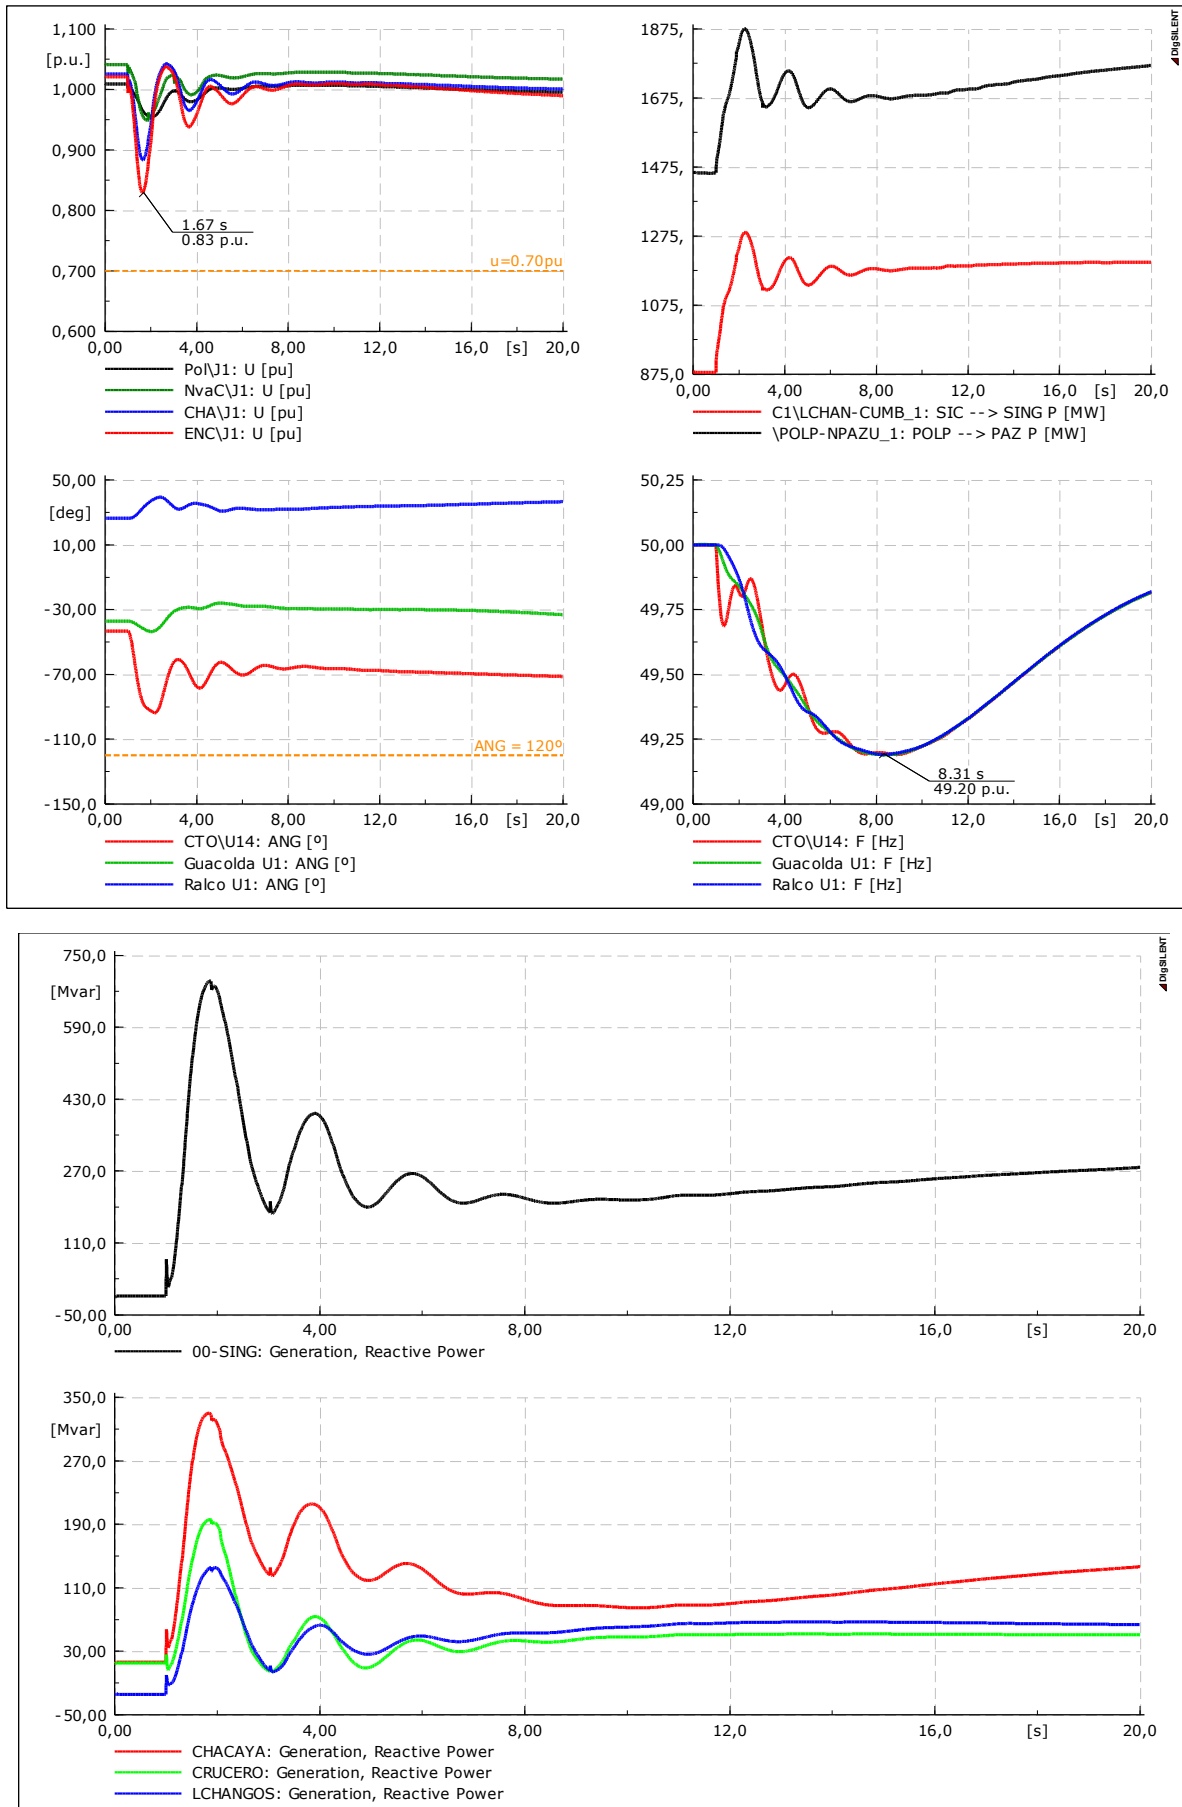 1,100
[p.u.]
1,000
0,900
0,800
0,700
0,600
1.67 s
0.83 p.u.
u=0.70pu
0,00 4,00 8,00 12,0 16,0 [s] 20,0
Pol\J1: U [pu]
NvaC\J1: U [pu]
CHA\J1: U [pu]
ENC\J1: U [pu]
1875,
1675,
1475,
1275,
1075,
875,0
0,00 4,00 8,00 12,0 16,0 [s] 20,0
C1\LCHAN-CUMB_1: SIC --> SING P [MW]
\POLP-NPAZU_1: POLP --> PAZ P [MW]
DIgSILENT
50,00
[deg]
10,00
-30,00
-70,00
-110,0
-150,0
ANG = 120º
0,00 4,00 8,00 12,0 16,0 [s] 20,0
CTO\U14: ANG [º]
Guacolda U1: ANG [º]
Ralco U1: ANG [º]
50,25
50,00
49,75
49,50
49,25
49,00
8.31 s
49.20 p.u.
0,00 4,00 8,00 12,0 16,0 [s] 20,0
CTO\U14: F [Hz]
Guacolda U1: F [Hz]
Ralco U1: F [Hz]
750,0
[Mvar]
590,0
430,0
270,0
110,0
-50,00
0,00 4,00 8,00 12,0 16,0 [s] 20,0
00-SING: Generation, Reactive Power
DIgSILENT
350,0
[Mvar]
270,0
190,0
110,0
30,00
-50,00
0,00 4,00 8,00 12,0 16,0 [s] 20,0
CHACAYA: Generation, Reactive Power
CRUCERO: Generation, Reactive Power
LCHANGOS: Generation, Reactive Power